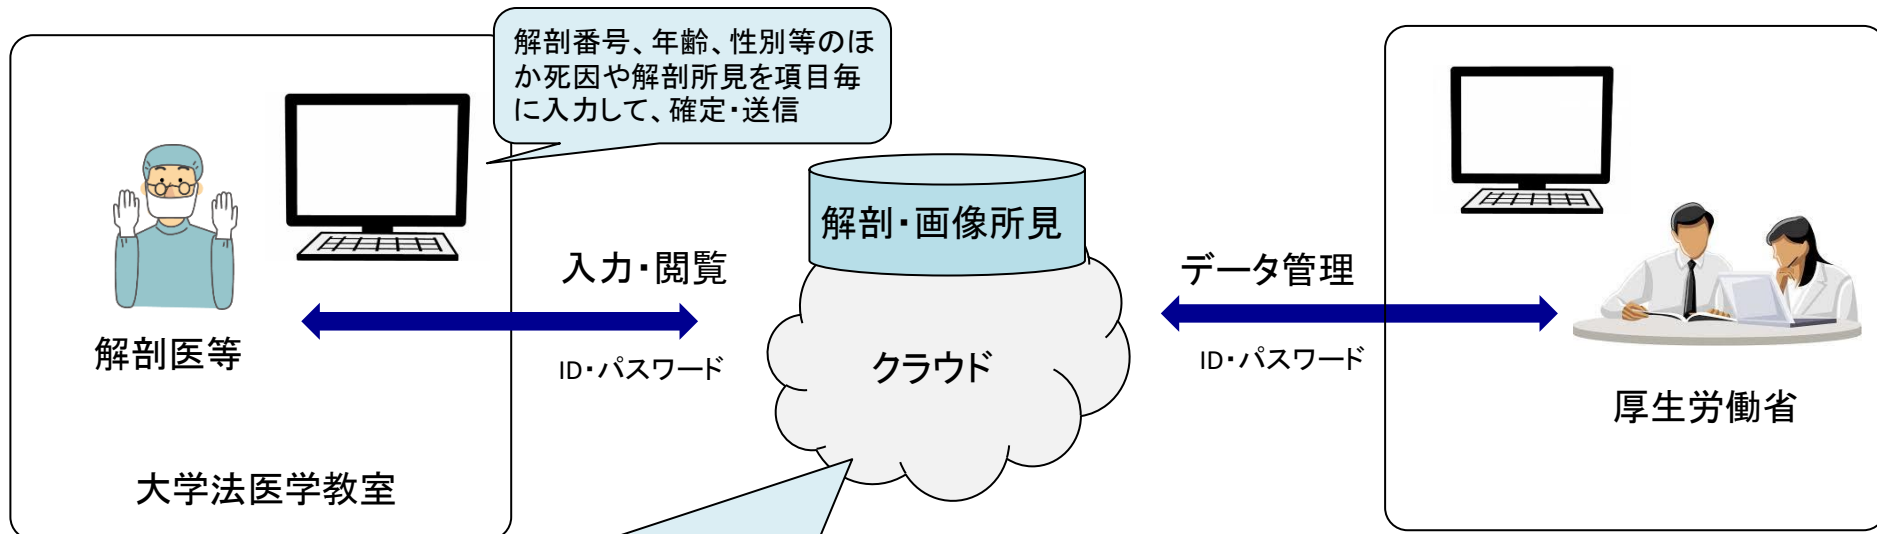 解剖番号、年齢、性別等のほ
か死因や解剖所見を項目毎
に入力して、確定・送信
解剖・画像所見
入力・閲覧
データ管理
解剖医等
ID・パスワード
クラウド
ID・パスワード
厚生労働省
大学法医学教室